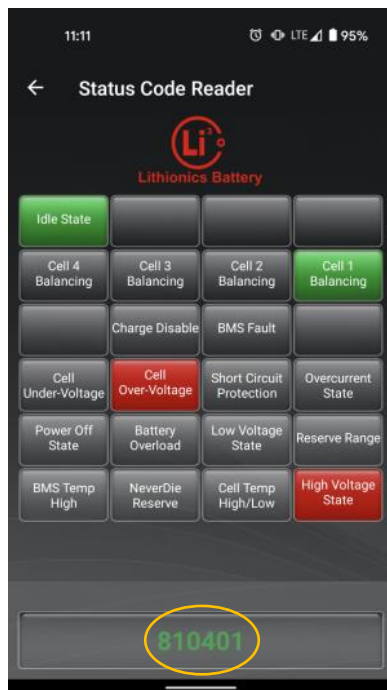 11:11 LTE 95%
Status Code Reader
Li3
Lithionics Battery
Idle State
Cell 4 Balancing Cell 3 Balancing Cell 2 Balancing Cell 1 Balancing
Charge Disable BMS Fault
Cell Under-Voltage Cell Over-Voltage Short Circuit Protection Overcurrent State
Power Off State Battery Overload Low Voltage State Reserve Range
BMS Temp High NeverDie Reserve Cell Temp High/Low High Voltage State
810401